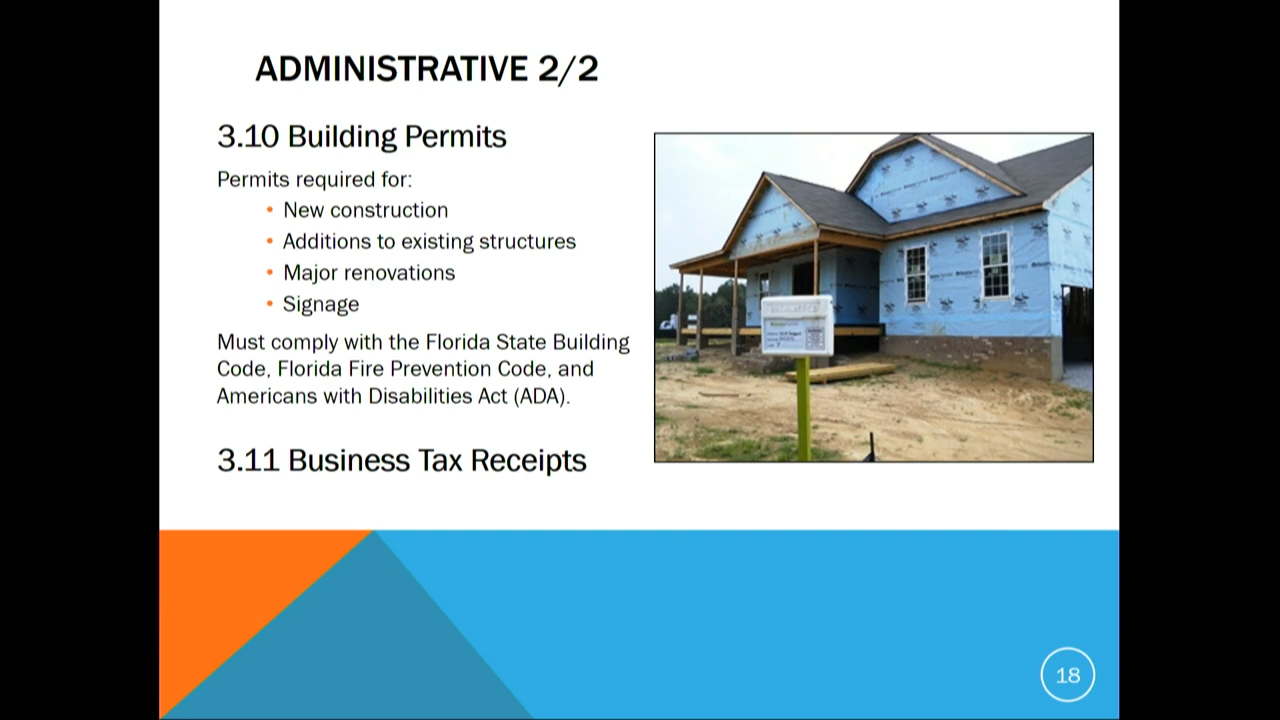 ADMINISTRATIVE 2/2
3.10 Building Permits
Permits required for:
• New construction
• Additions to existing structures
• Major renovations
• Signage
Must comply with the Florida State Building
Code, Florida Fire Prevention Code, and
Americans with Disabilities Act (ADA).
3.11 Business Tax Receipts
18